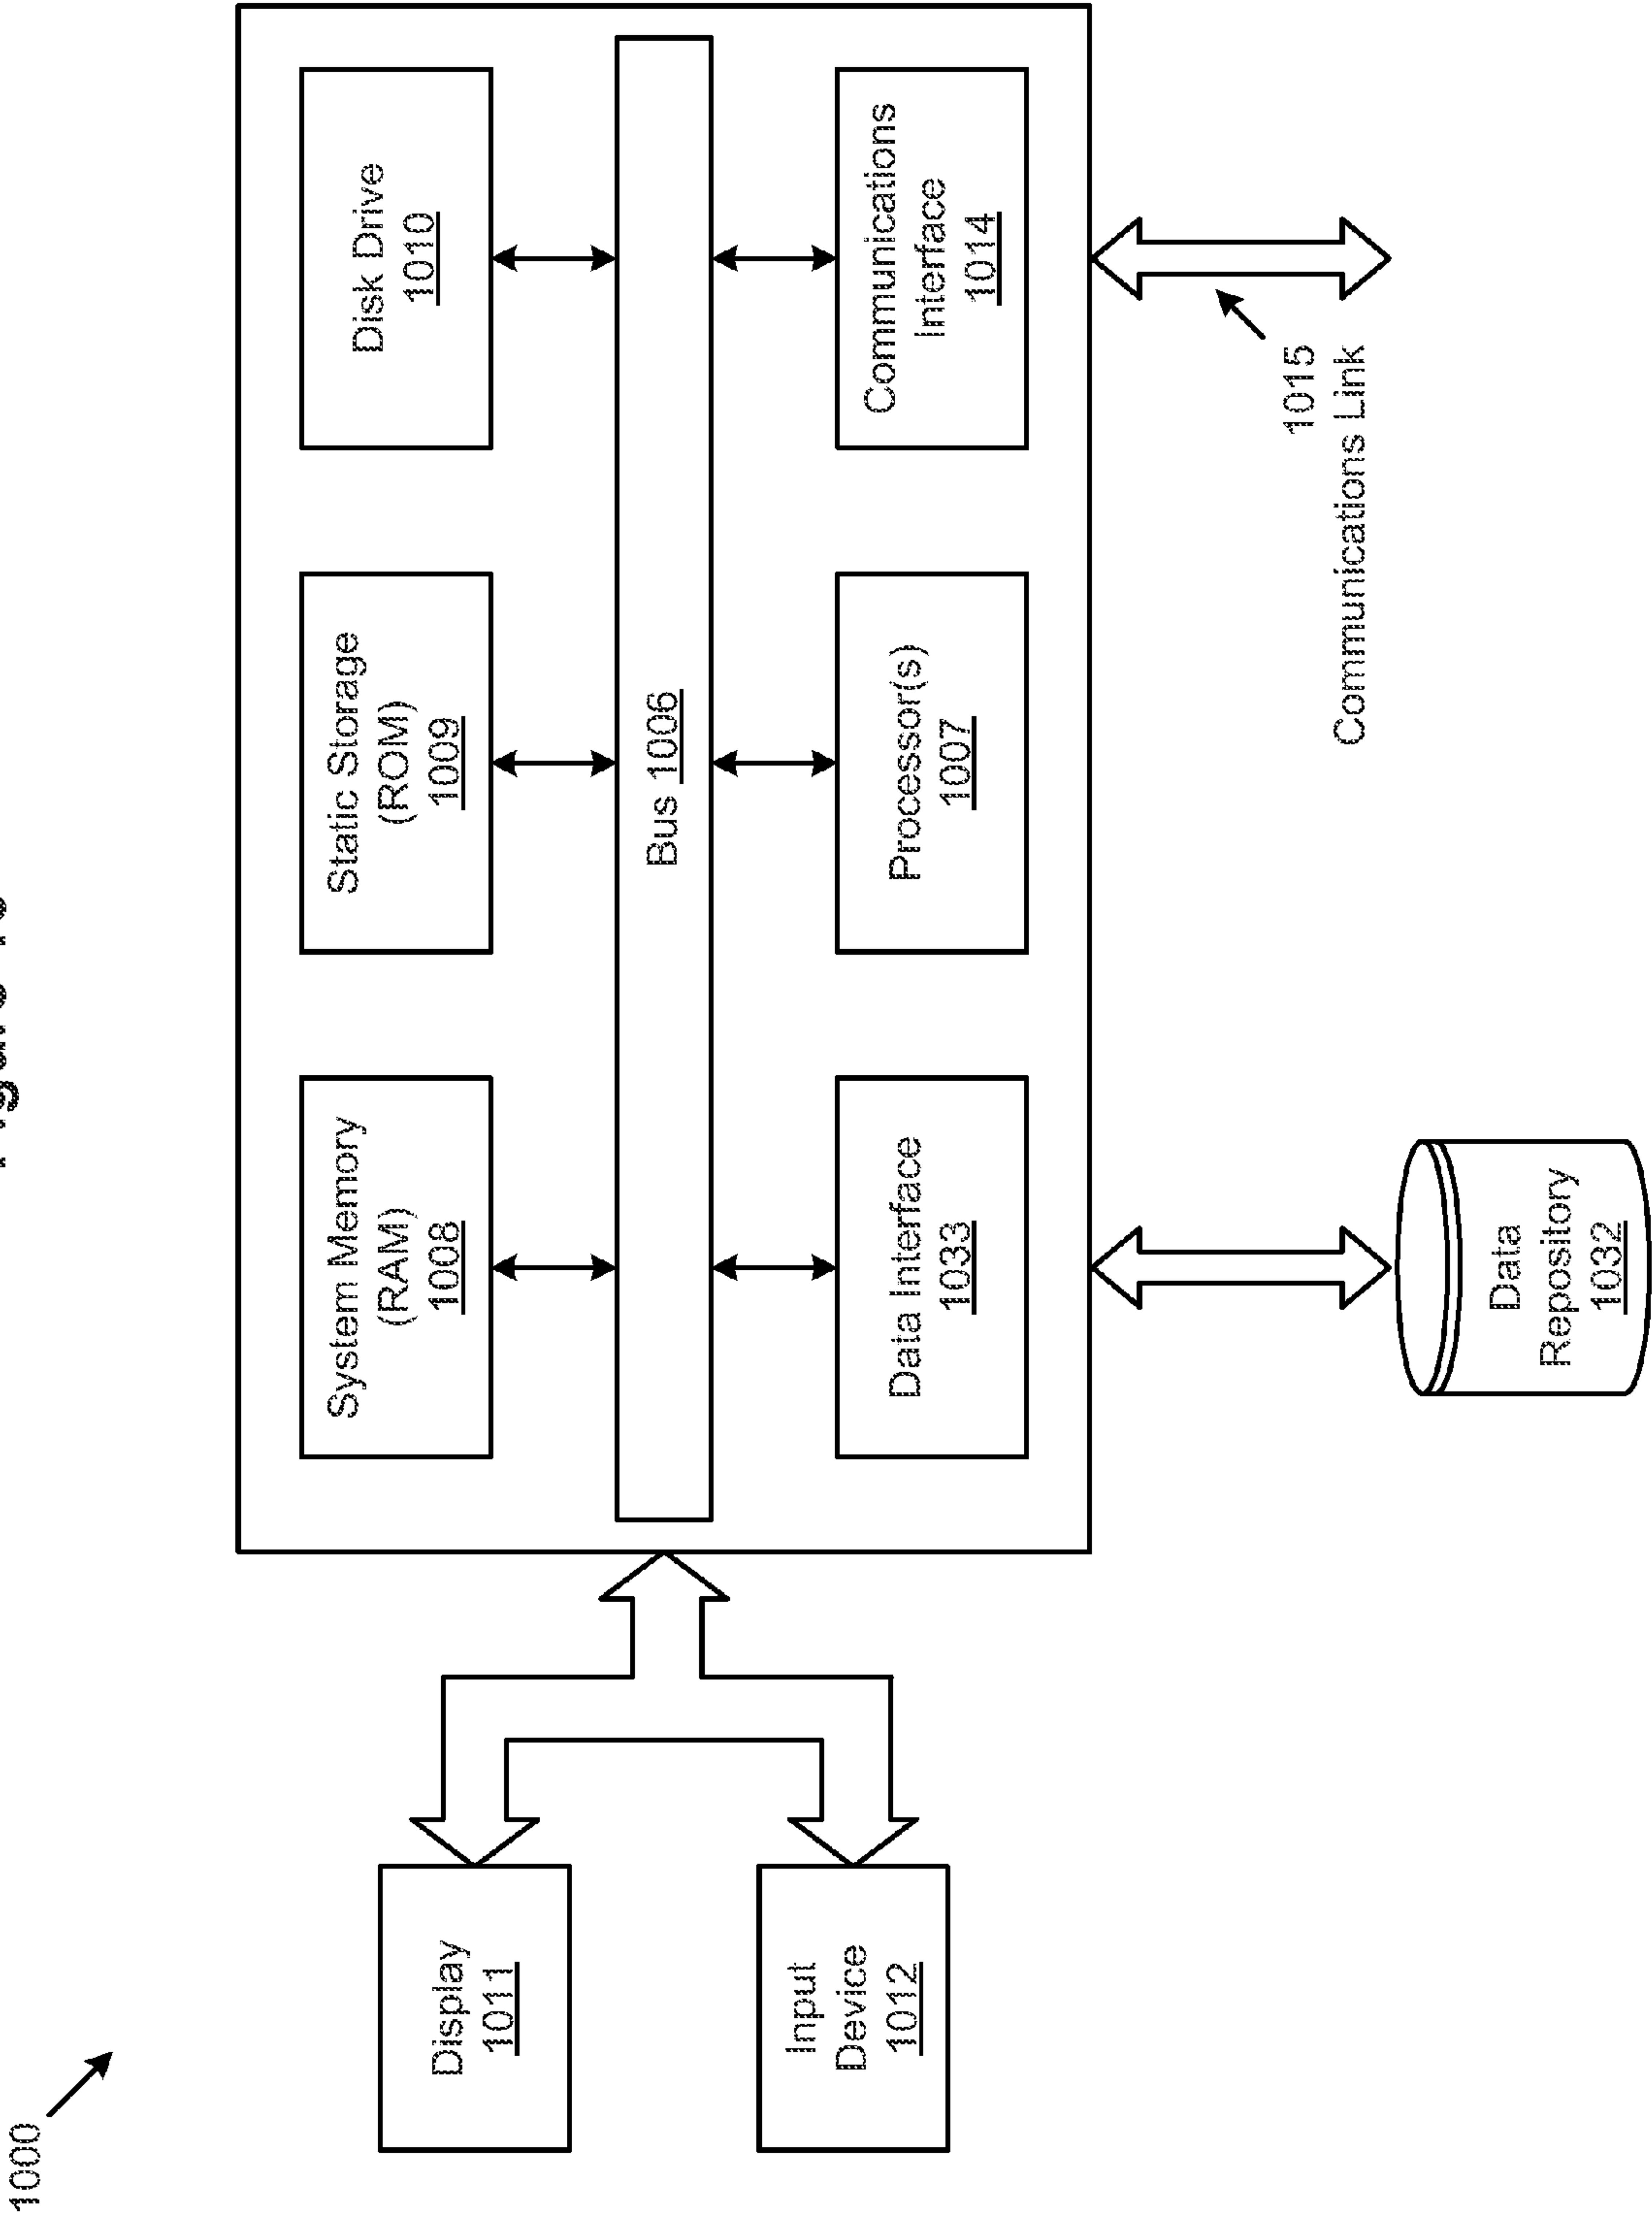 1000
System Memory
(RAM)
1008
Static Storage
(ROM)
1009
Disk Drive
1010
Display
1011
Bus 1006
Input
Device
1012
Data Interface
1033
Processor(s)
1007
Communications
Interface
1014
1015
Communications Link
Data
Repository
1032